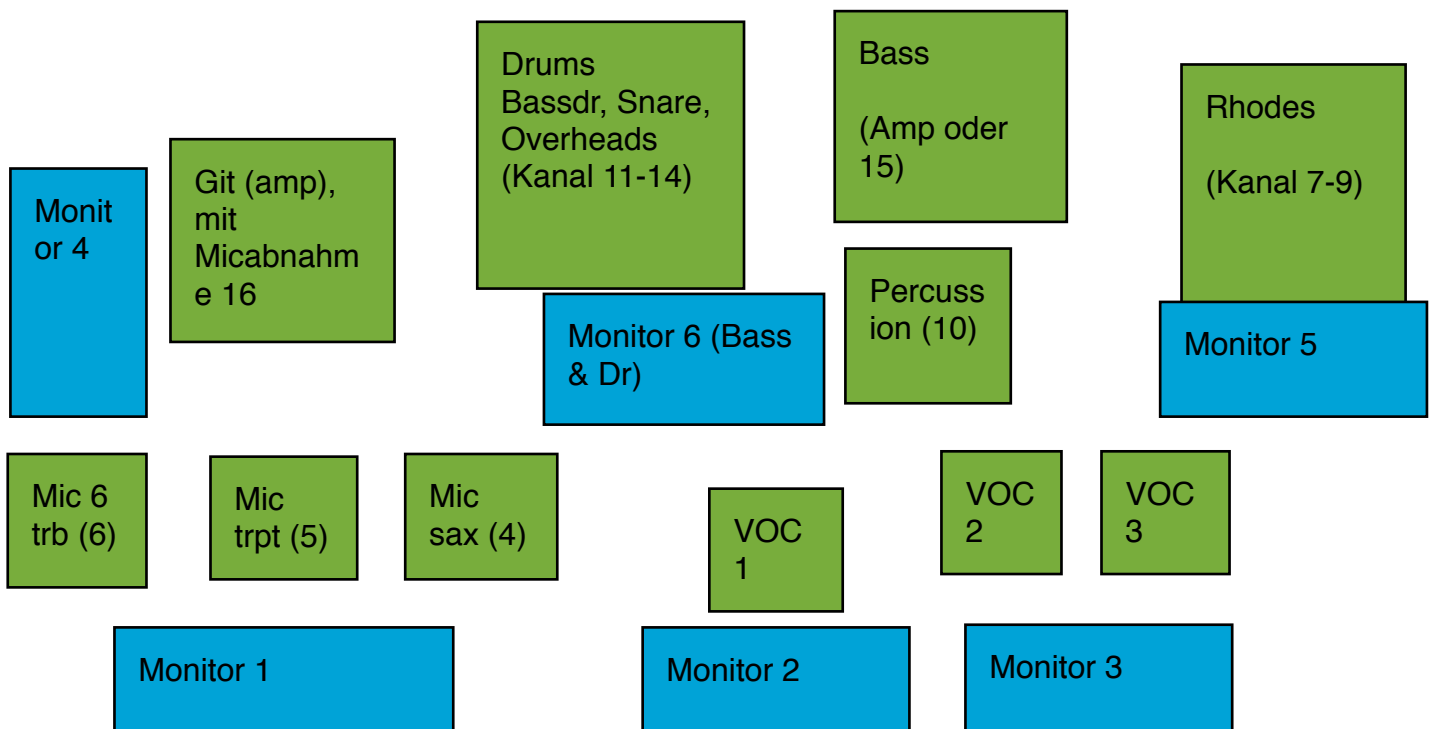 Drums
Bassdr, Snare,
Overheads
(Kanal 11-14)
Bass
(Amp oder
15)
Rhodes
(Kanal 7-9)
Monit
or 4
Git (amp),
mit
Micabnahm
e 16
Monitor 6 (Bass
& Dr)
Percuss
ion (10)
Monitor 5
Mic 6
trb (6)
Mic
trpt (5)
Mic
sax (4)
VOC
1
VOC
2
VOC
3
Monitor 1
Monitor 2
Monitor 3